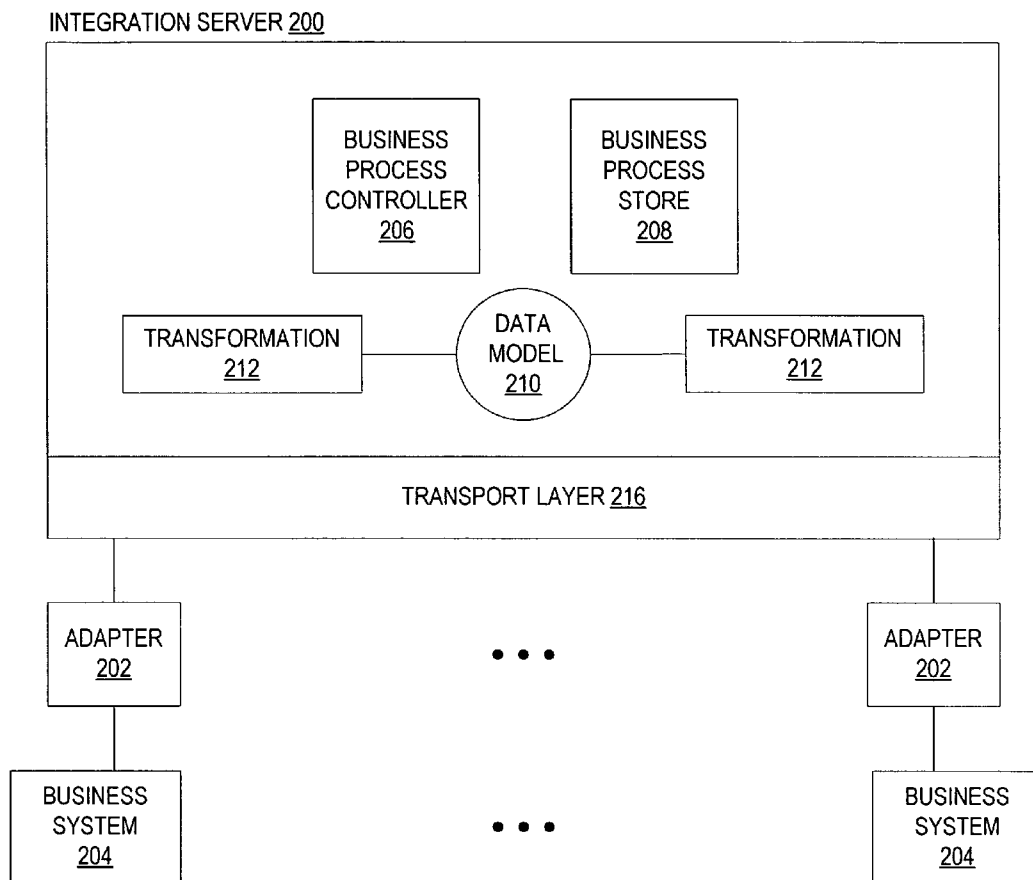 INTEGRATION SERVER 200
BUSINESS
PROCESS
CONTROLLER
206
BUSINESS
PROCESS
STORE
208
TRANSFORMATION
212
DATA
MODEL
210
TRANSFORMATION
212
TRANSPORT LAYER 216
ADAPTER
202
ADAPTER
202
BUSINESS
SYSTEM
204
BUSINESS
SYSTEM
204